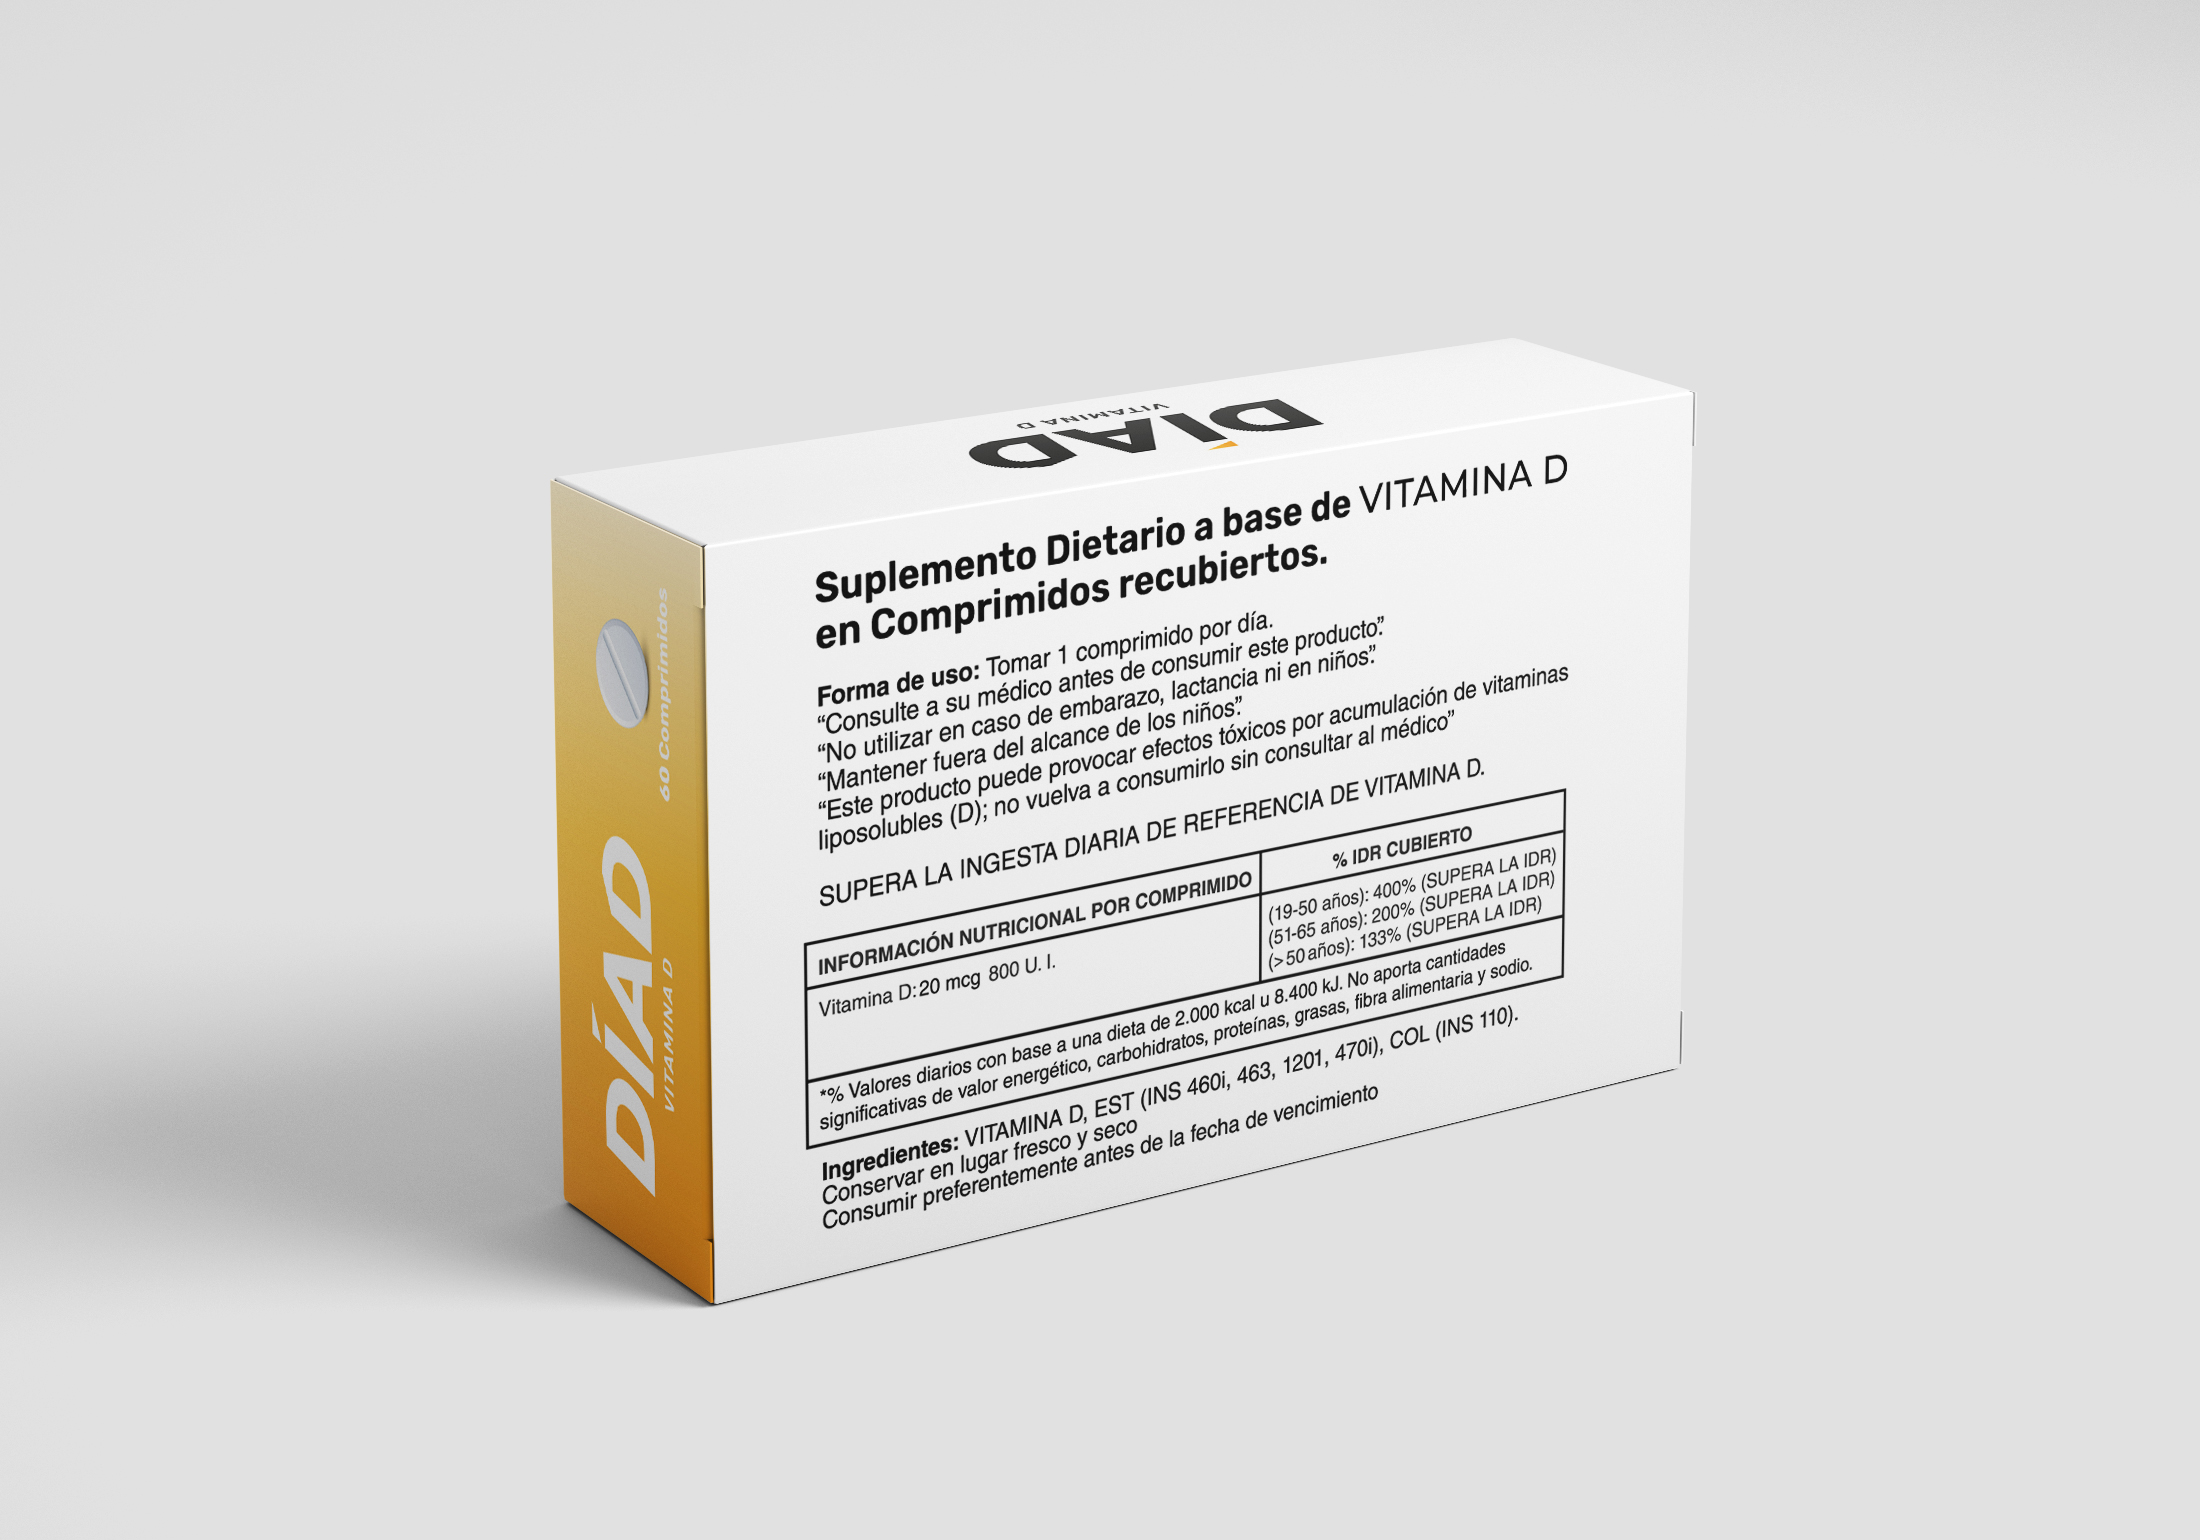 DÍAD
VITAMINA D
Suplemento Dietario a base de VITAMINA D
en Comprimidos recubiertos.
Forma de uso: Tomar 1 comprimido por día.
“Consulte a su médico antes de consumir este producto”.
“No utilizar en caso de embarazo, lactancia ni en niños”.
“Mantener fuera del alcance de los niños”.
“Este producto puede provocar efectos tóxicos por acumulación de vitaminas
liposolubles (D); no vuelva a consumirlo sin consultar al médico”
SUPERA LA INGESTA DIARIA DE REFERENCIA DE VITAMINA D.
INFORMACIÓN NUTRICIONAL POR COMPRIMIDO
% IDR CUBIERTO
Vitamina D:20 mcg 800 U. I.
(19-50 años): 400% (SUPERA LA IDR)
(51-65 años): 200% (SUPERA LA IDR)
(>50 años): 133% (SUPERA LA IDR)
*% Valores diarios con base a una dieta de 2.000 kcal u 8.400 kJ. No aporta cantidades
significativas de valor energético, carbohidratos, proteínas, grasas, fibra alimentaria y sodio.
Ingredientes: VITAMINA D, EST (INS 460i, 463, 1201, 470i), COL (INS 110).
Conservar en lugar fresco y seco
Consumir preferentemente antes de la fecha de vencimiento
DÍAD
VITAMINA D
60 Comprimidos